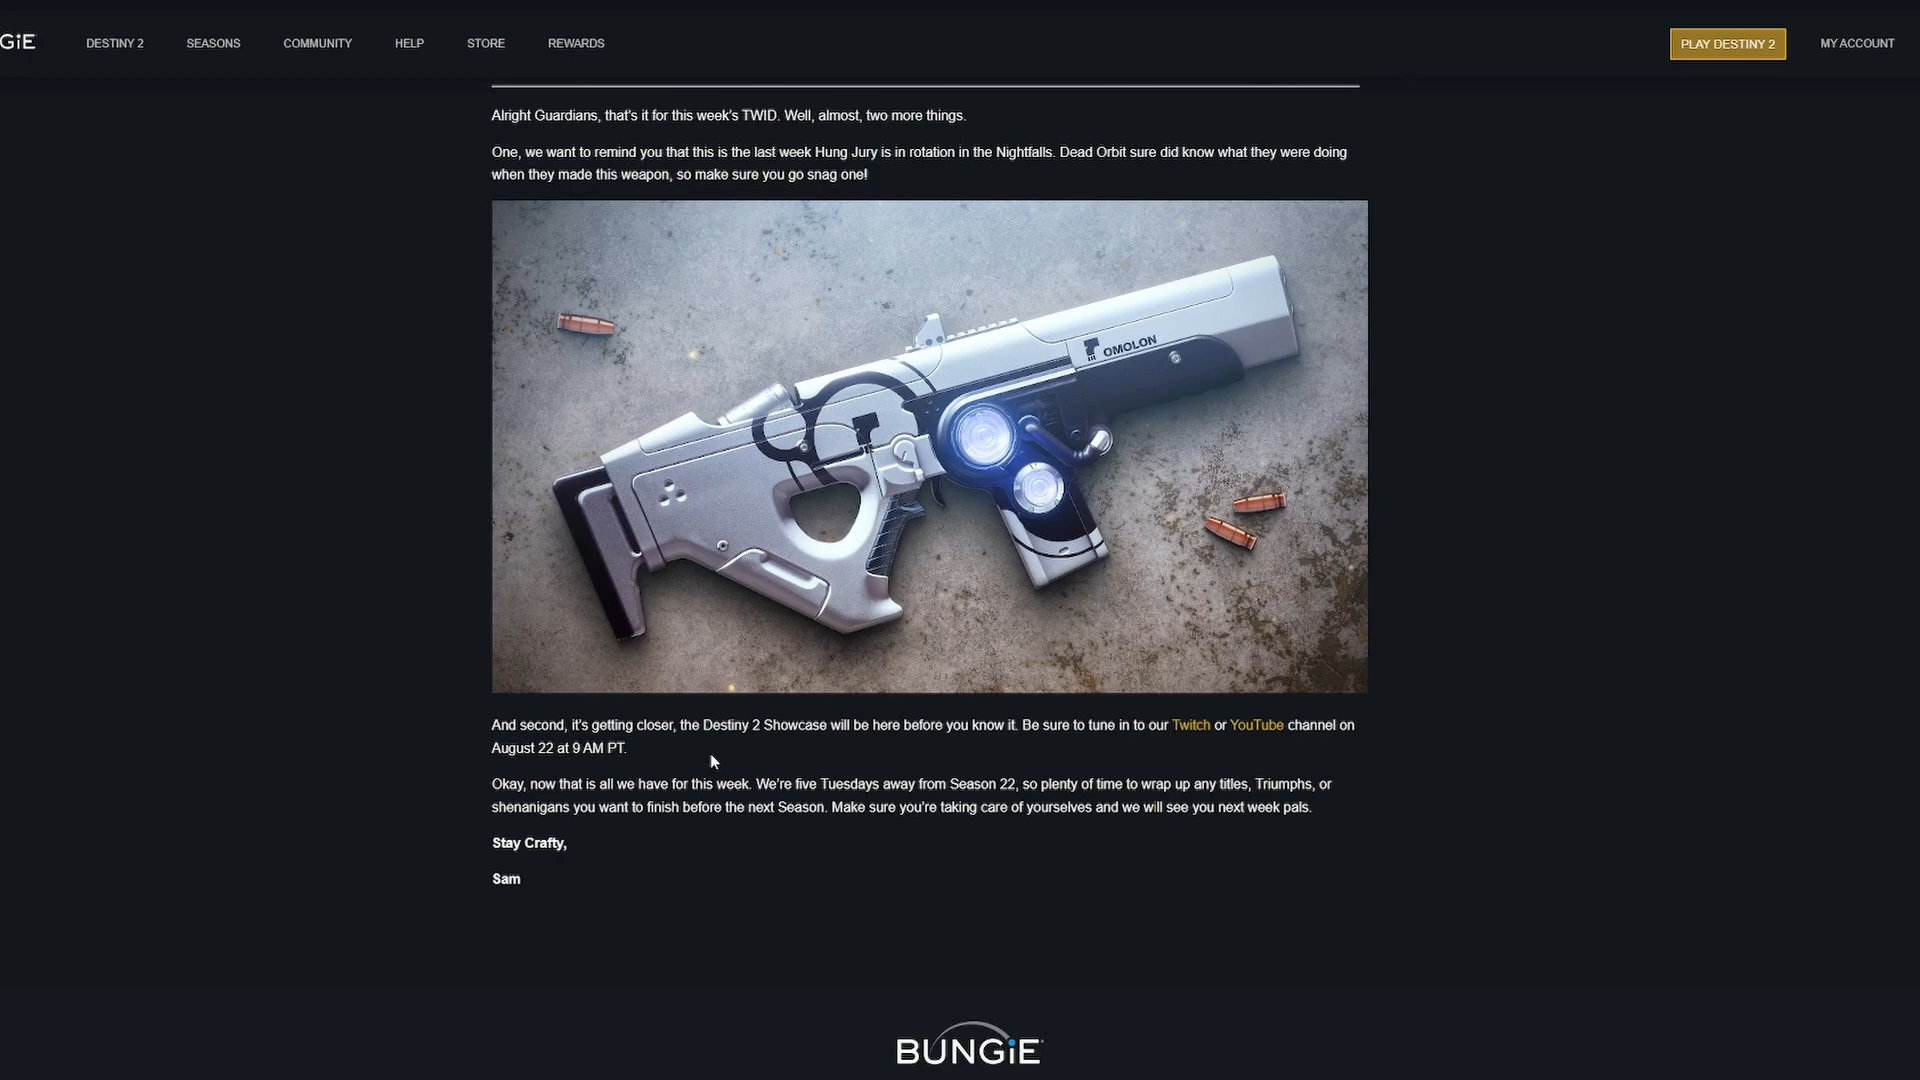 GiE
DESTINY 2
SEASONS
COMMUNITY
HELP
STORE
REWARDS
PLAY DESTINY 2
MY ACCOUNT
Alright Guardians, that's it for this week's TWID. Well, almost, two more things.
One, we want to remind you that this is the last week Hung Jury is in rotation in the Nightfalls. Dead Orbit sure did know what they were doing
when they made this weapon, so make sure you go snag one!
OMOLON
And second, it's getting closer, the Destiny 2 Showcase will be here before you know it. Be sure to tune in to our Twitch or YouTube channel on
August 22 at 9 AM PT.
Okay, now that is all we have for this week. We're five Tuesdays away from Season 22, so plenty of time to wrap up any titles, Triumphs, or
shenanigans you want to finish before the next Season. Make sure you're taking care of yourselves and we will see you next week pals.
Stay Crafty,
Sam
BUNGiE